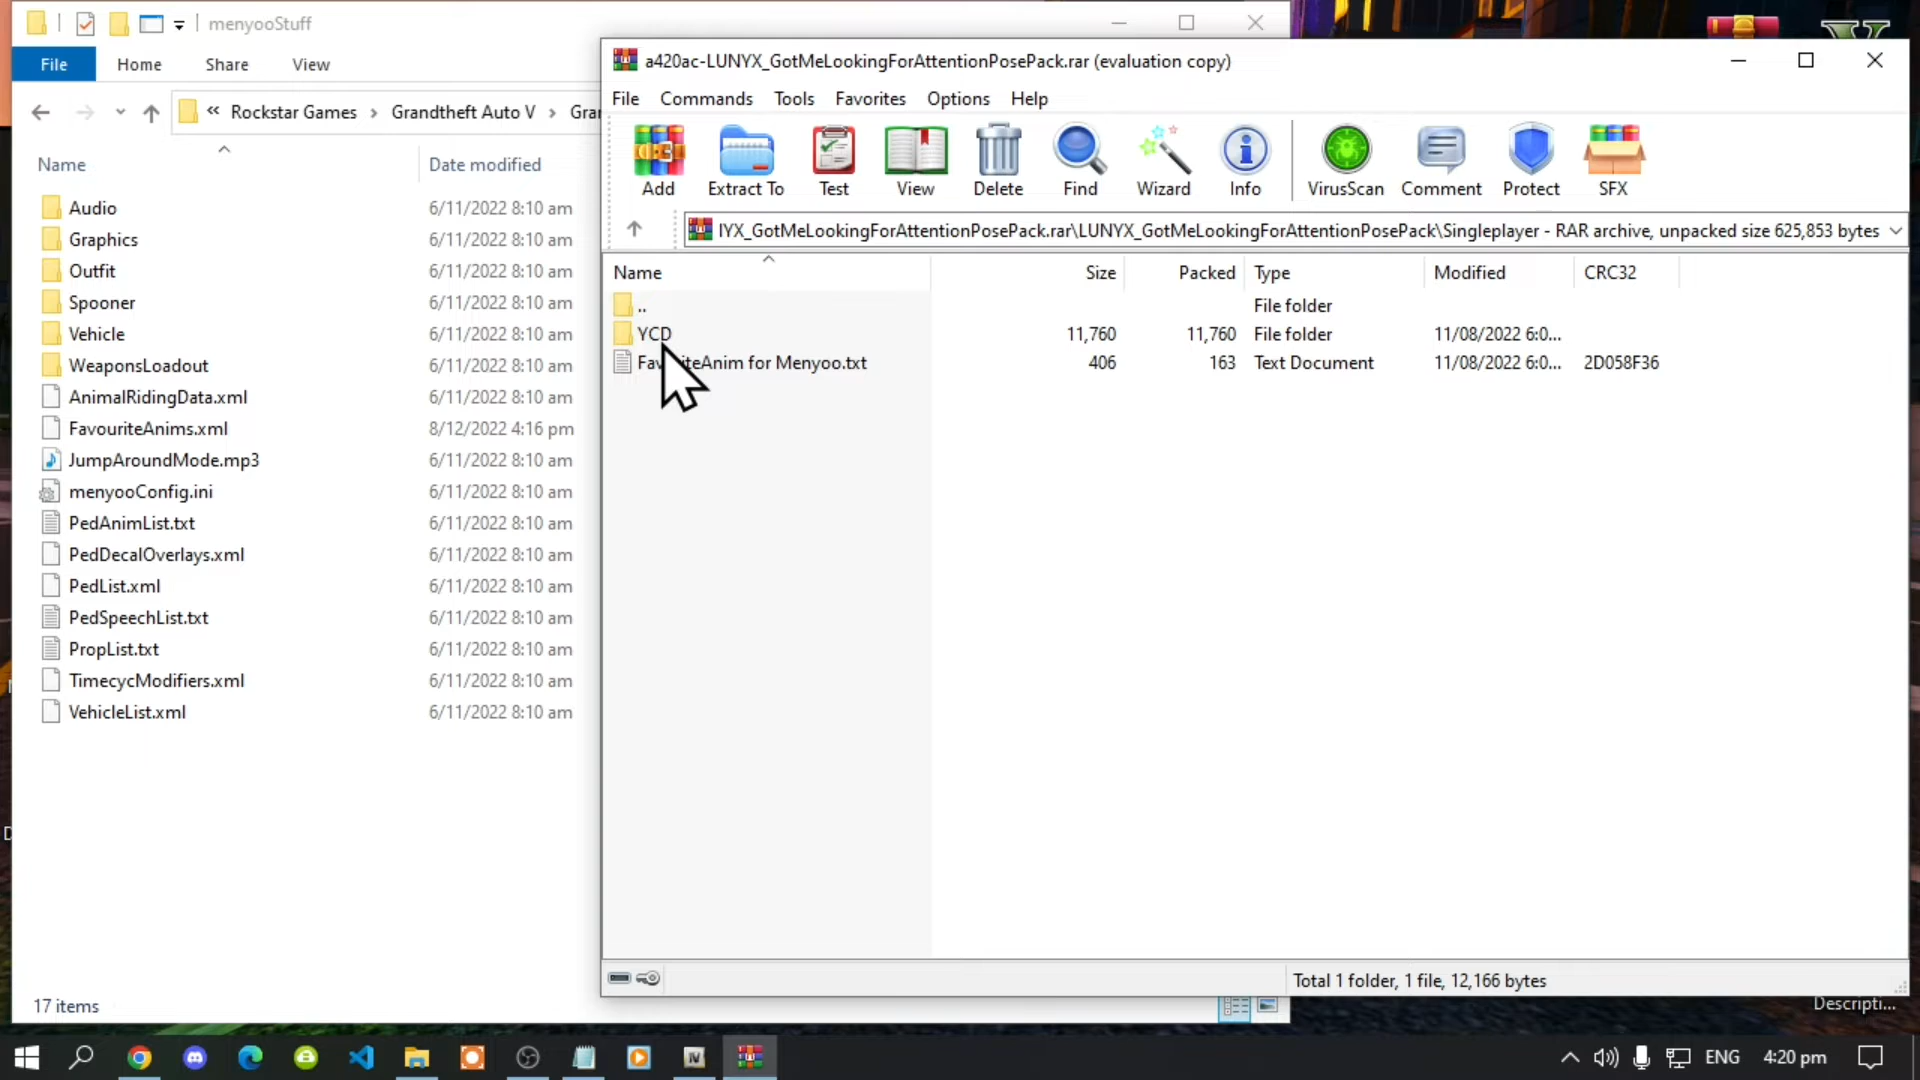 menyooStuff
File Home Share View
« Rockstar Games > Grandtheft Auto V > Gra
Name Date modified
Audio 6/11/2022 8:10 am
Graphics 6/11/2022 8:10 am
Outfit 6/11/2022 8:10 am
Spooner 6/11/2022 8:10 am
Vehicle 6/11/2022 8:10 am
WeaponsLoadout 6/11/2022 8:10 am
AnimalRidingData.xml 6/11/2022 8:10 am
FavouriteAnims.xml 8/12/2022 4:16 pm
JumpAroundMode.mp3 6/11/2022 8:10 am
menyooConfig.ini 6/11/2022 8:10 am
PedAnimList.txt 6/11/2022 8:10 am
PedDecalOverlays.xml 6/11/2022 8:10 am
PedList.xml 6/11/2022 8:10 am
PedSpeechList.txt 6/11/2022 8:10 am
PropList.txt 6/11/2022 8:10 am
TimecycModifiers.xml 6/11/2022 8:10 am
VehicleList.xml 6/11/2022 8:10 am
17 items
a420ac-LUNYX_GotMeLookingForAttentionPosePack.rar (evaluation copy)
File Commands Tools Favorites Options Help
Add Extract To Test View Delete Find Wizard Info VirusScan Comment Protect SFX
IYX_GotMeLookingForAttentionPosePack.rar\LUNYX_GotMeLookingForAttentionPosePack\Singleplayer - RAR archive, unpacked size 625,853 bytes
Name Size Packed Type Modified CRC32
.. File folder
YCD 11,760 11,760 File folder 11/08/2022 6:0...
Fav iteAnim for Menyoo.txt 406 163 Text Document 11/08/2022 6:0... 2D058F36
Total 1 folder, 1 file, 12,166 bytes
Descripti...
ENG 4:20 pm